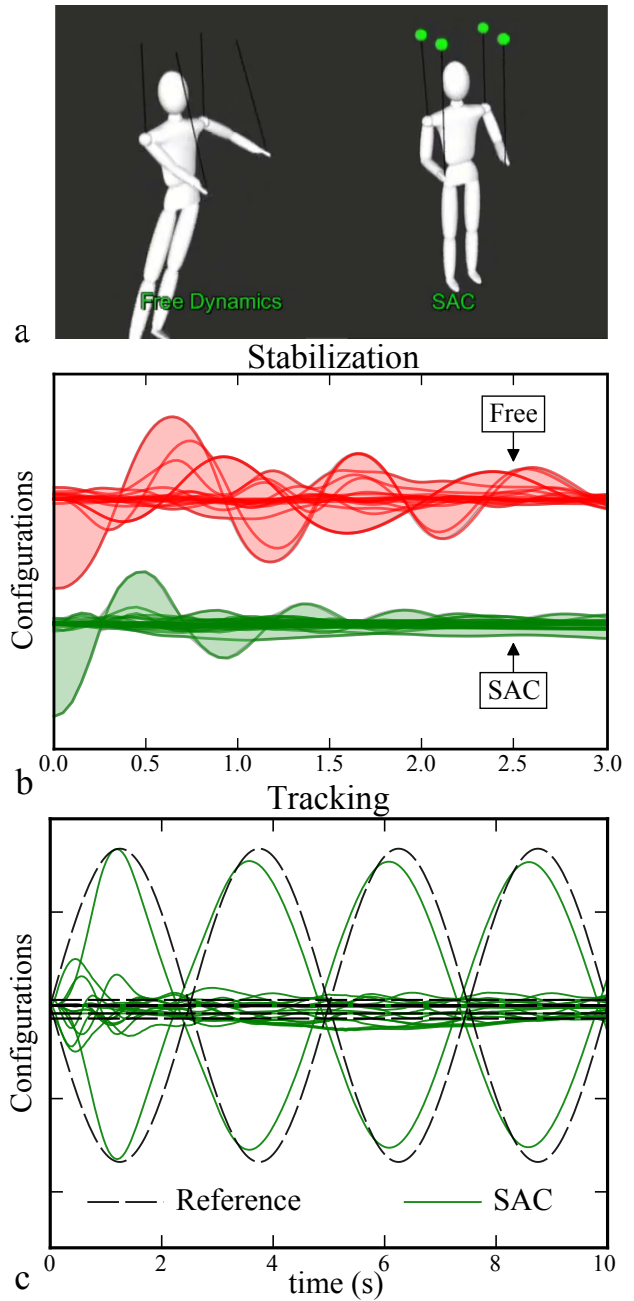 Free Dynamics
SAC
a
Stabilization
Free
Configurations
SAC
0.0 0.5 1.0 1.5 2.0 2.5 3.0
b
Tracking
Configurations
Reference
SAC
0 2 4 6 8 10
c
time (s)